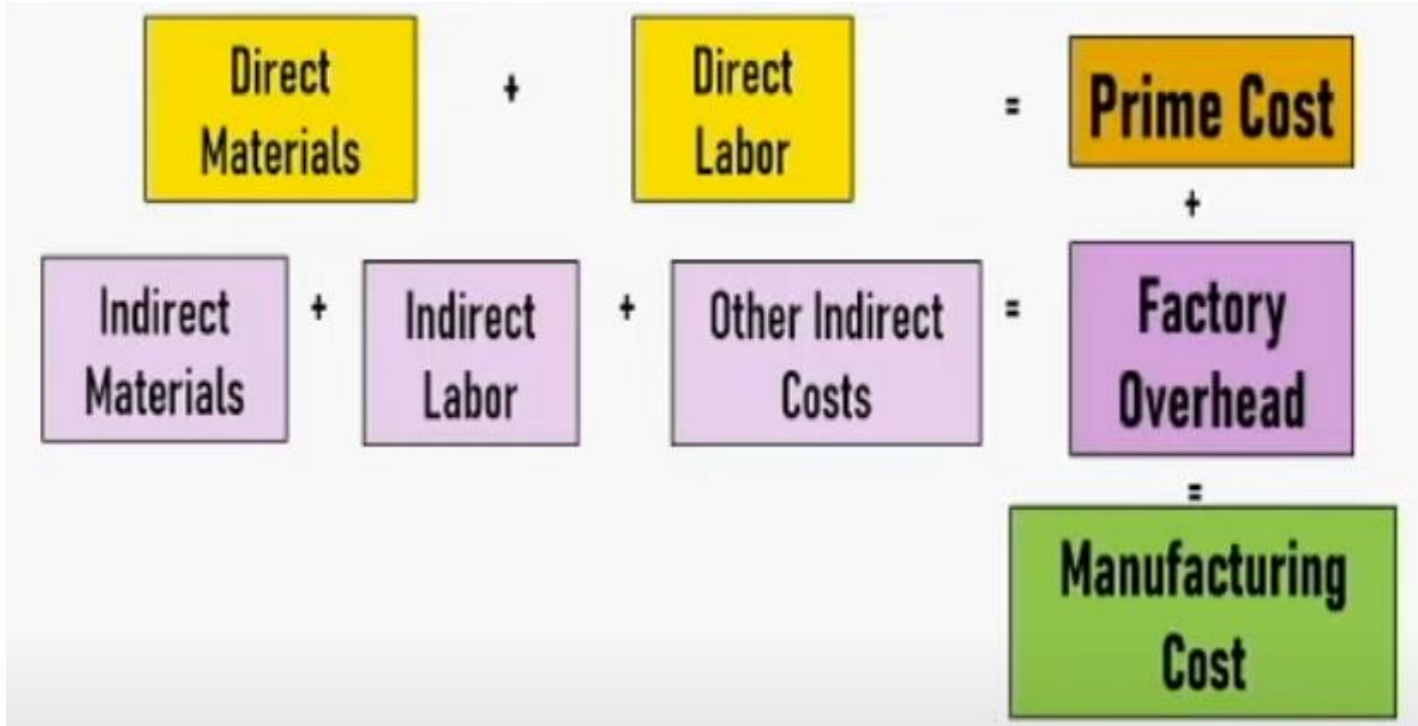 Direct
Materials
+
Direct
Labor
=
Prime Cost
+
Indirect
Materials
+
Indirect
Labor
+
Other Indirect
Costs
=
Factory
Overhead
=
Manufacturing
Cost